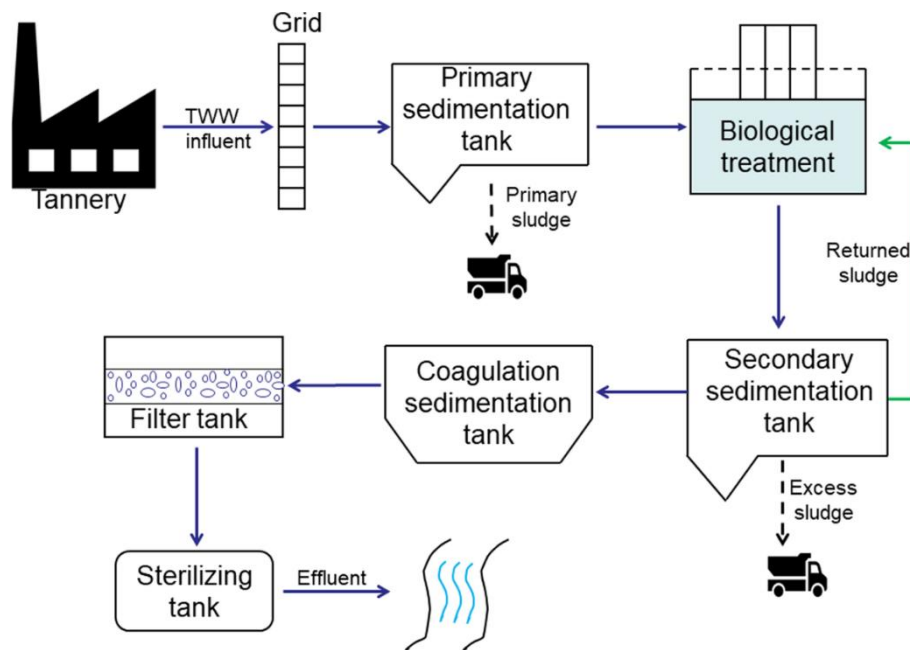 Grid
TWW
influent
Tannery
Primary
sedimentation
tank
Primary
sludge
Biological
treatment
Returned
sludge
Secondary
sedimentation
tank
Excess
sludge
Coagulation
sedimentation
tank
Filter tank
Sterilizing
tank
Effluent